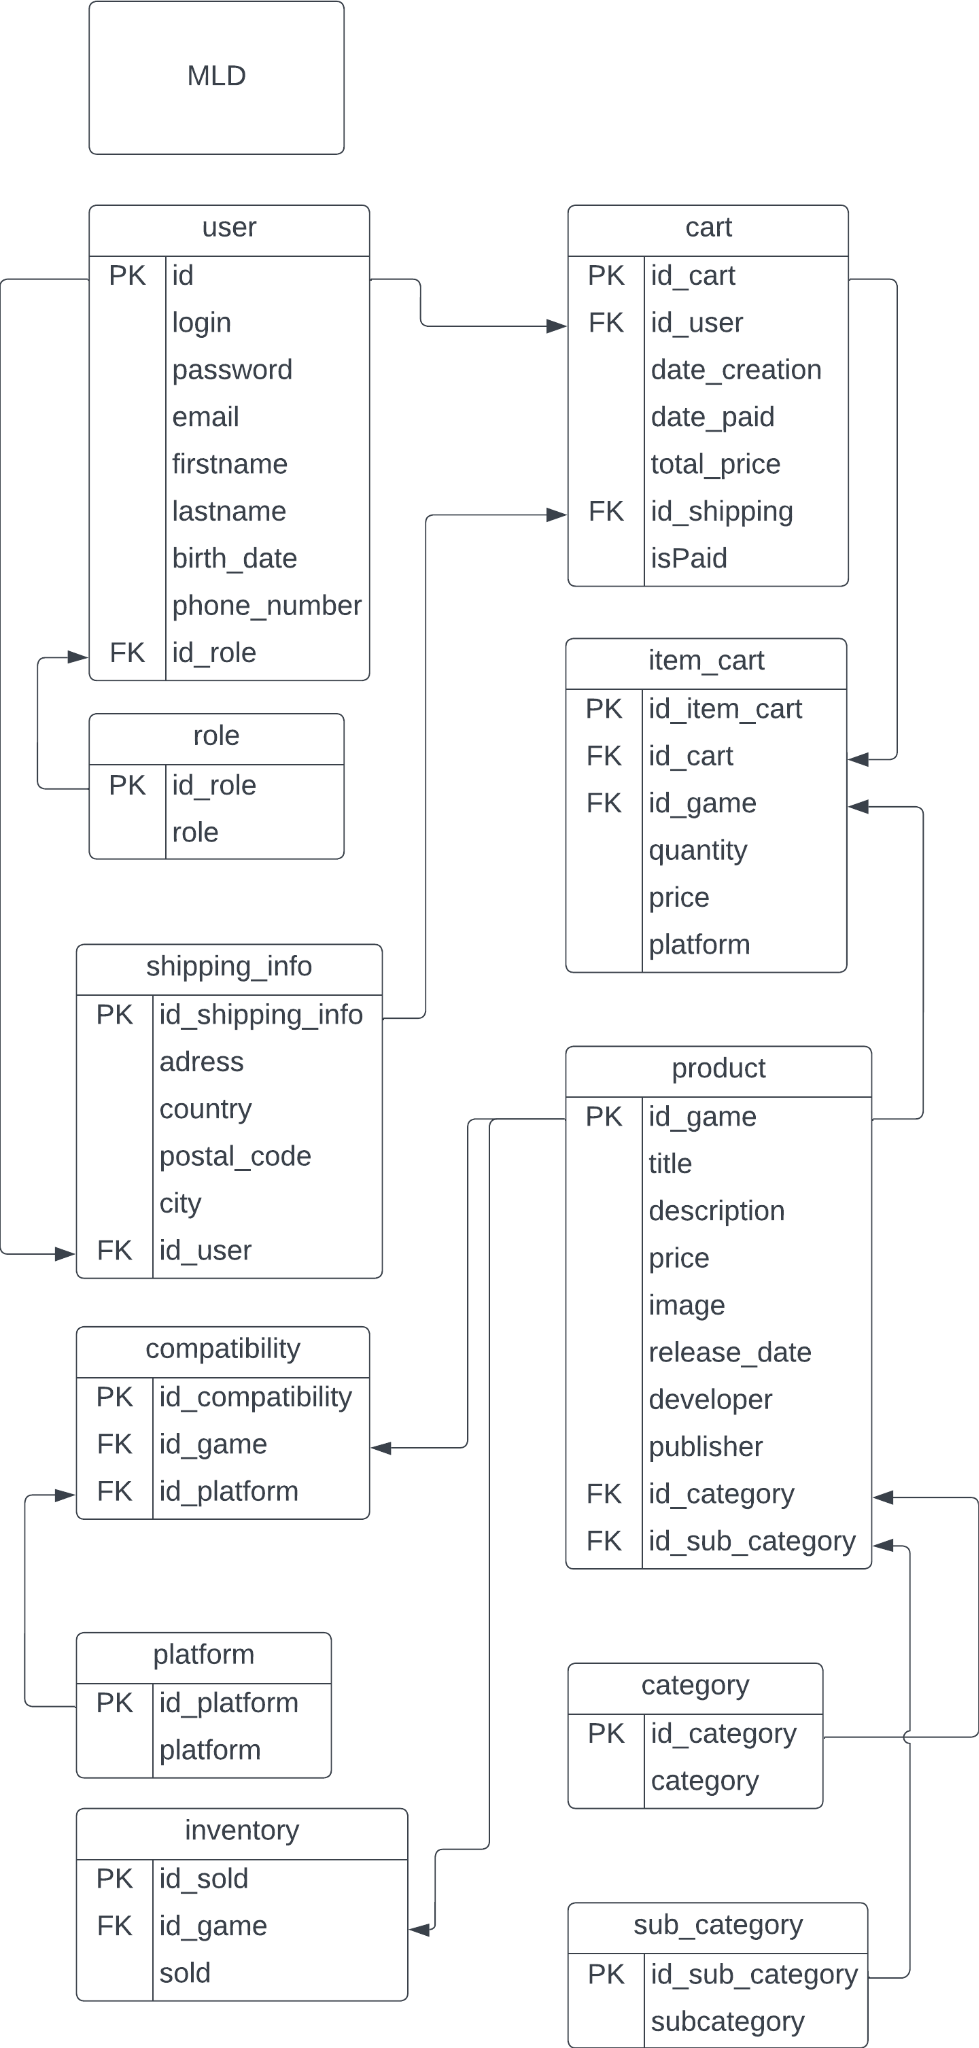 MLD
user
PK id
login
password
email
firstname
lastname
birth_date
phone_number
FK id_role
role
PK id_role
role
shipping_info
PK id_shipping_info
adress
country
postal_code
city
FK id_user
compatibility
PK id_compatibility
FK id_game
FK id_platform
platform
PK id_platform
platform
inventory
PK id_sold
FK id_game
sold
cart
PK id_cart
FK id_user
date_creation
date_paid
total_price
FK id_shipping
isPaid
item_cart
PK id_item_cart
FK id_cart
FK id_game
quantity
price
platform
product
PK id_game
title
description
price
image
release_date
developer
publisher
FK id_category
FK id_sub_category
category
PK id_category
category
sub_category
PK id_sub_category
subcategory